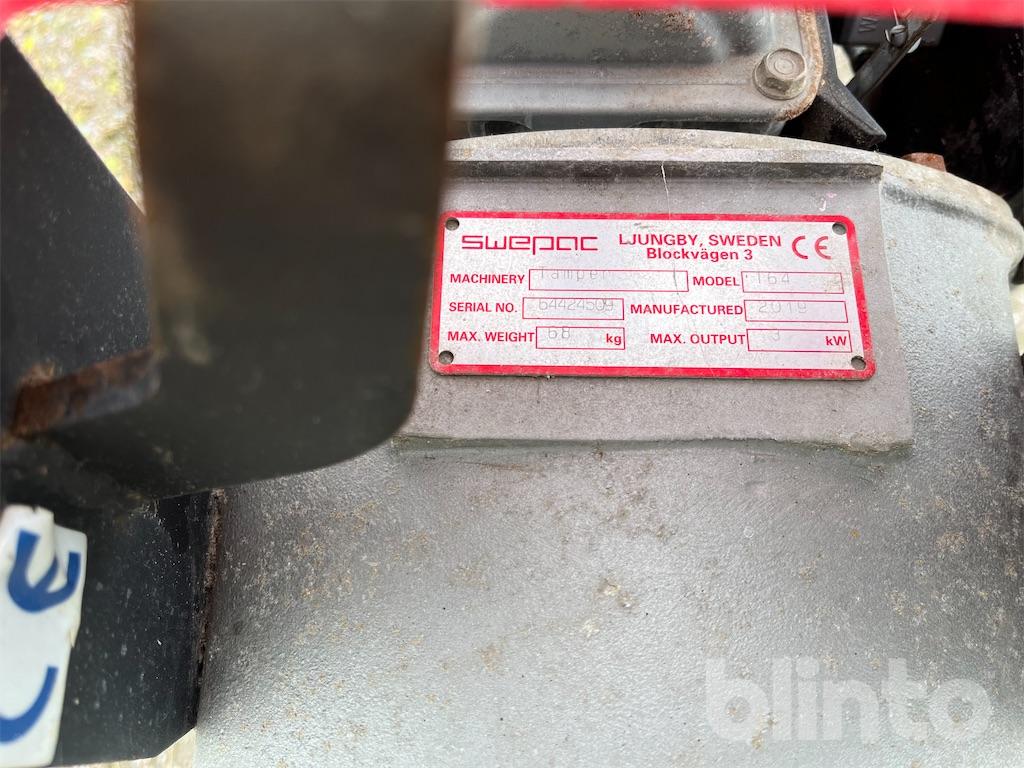 swepac LJUNGBY, SWEDEN CE
Blockvägen 3
MACHINERY Tamper MODEL T64
SERIAL NO. 64424509 MANUFACTURED 2019
MAX. WEIGHT 68 kg MAX. OUTPUT 3 kW
blinto